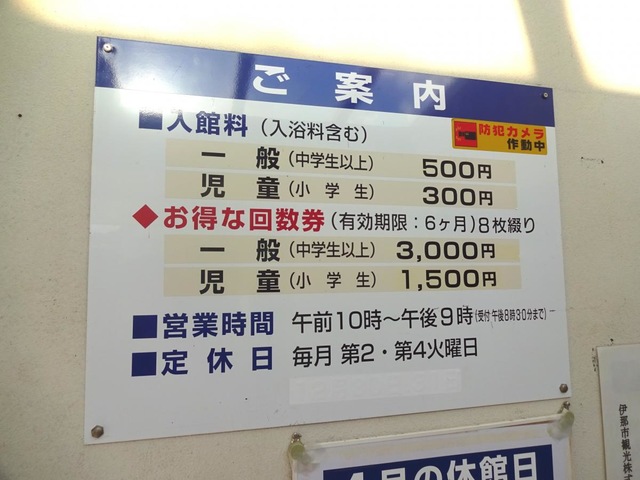 ご案内
■入館料（入浴料含む）
防犯カメラ
作動中
一般（中学生以上） 500円
児童（小学生） 300円
◆お得な回数券（有効期限：6ヶ月）8枚綴り
一般（中学生以上） 3,000円
児童（小学生） 1,500円
■営業時間 午前10時〜午後9時（受付午後8時30分まで）
■定休日 毎月 第2・第4火曜日
伊那市観光株式
4月の休館日